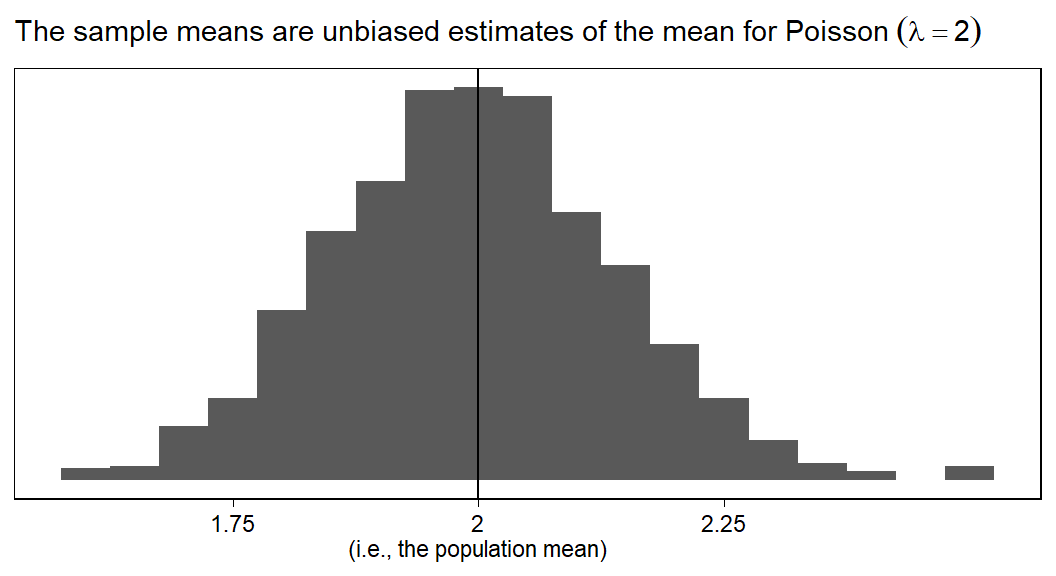 The sample means are unbiased estimates of the mean for Poisson (λ = 2)
1.75 2 2.25
(i.e., the population mean)